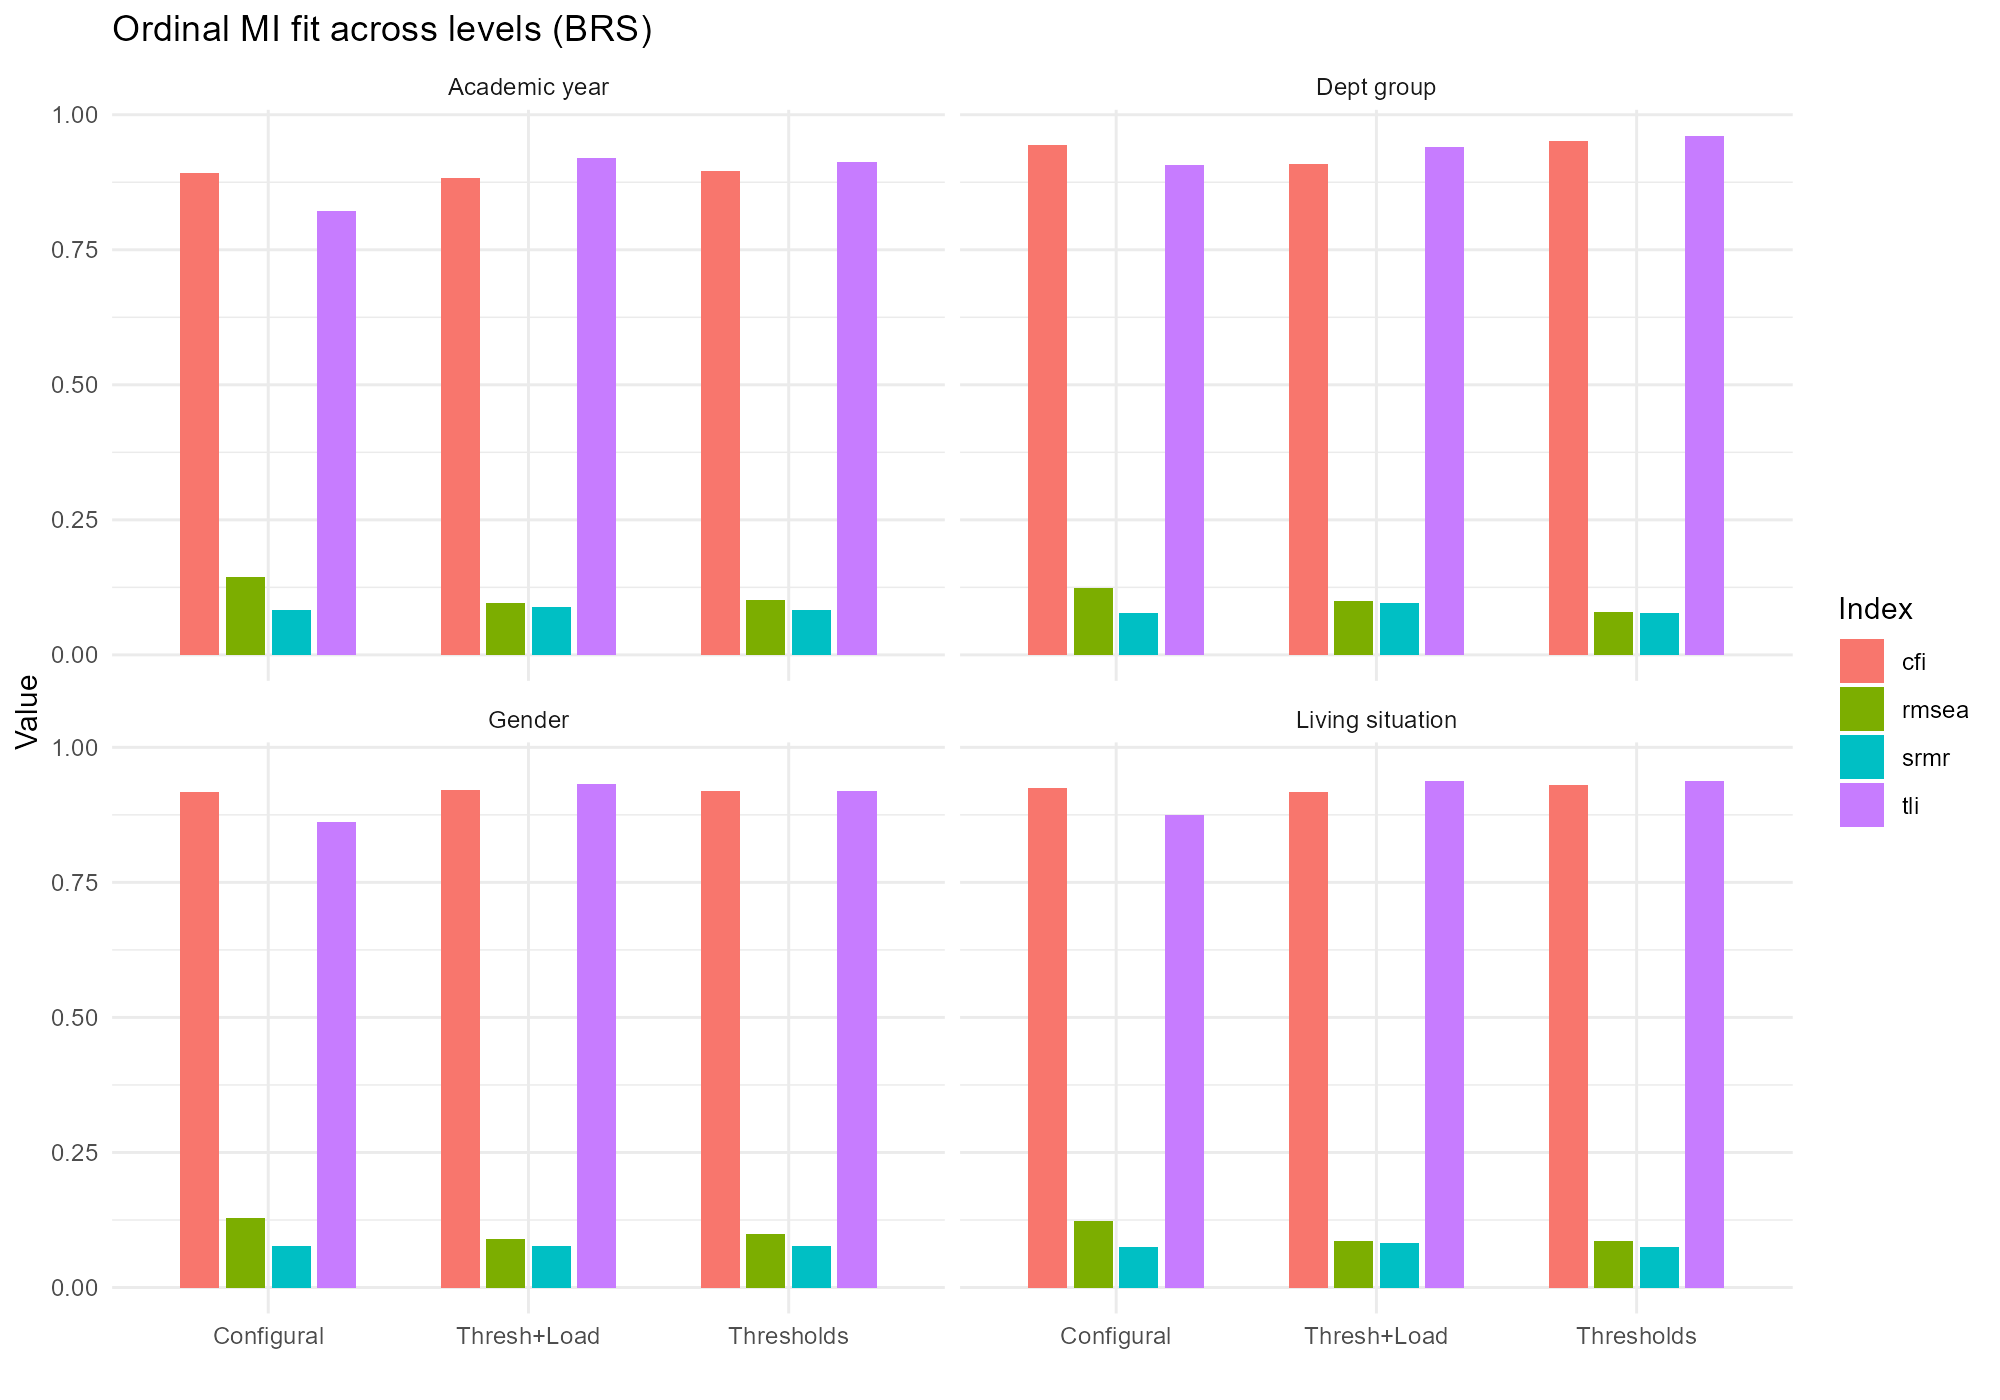 Ordinal MI fit across levels (BRS)
Academic year
Dept group
1.00
0.75
0.50
0.25
0.00
Value
Gender
Living situation
1.00
0.75
0.50
0.25
0.00
Configural
Thresh+Load
Thresholds
Configural
Thresh+Load
Thresholds
Index
cfi
rmsea
srmr
tli